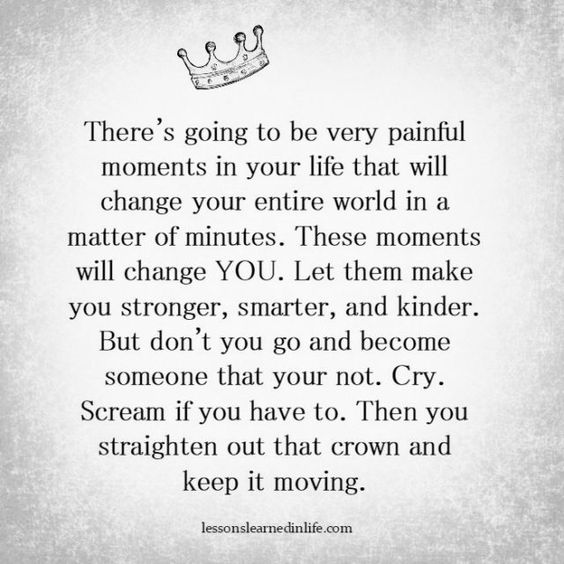 There's going to be very painful
moments in your life that will
change your entire world in a
matter of minutes. These moments
will change YOU. Let them make
you stronger, smarter, and kinder.
But don't you go and become
someone that your not. Cry.
Scream if you have to. Then you
straighten out that crown and
keep it moving.
lessonslearnedinlife.com